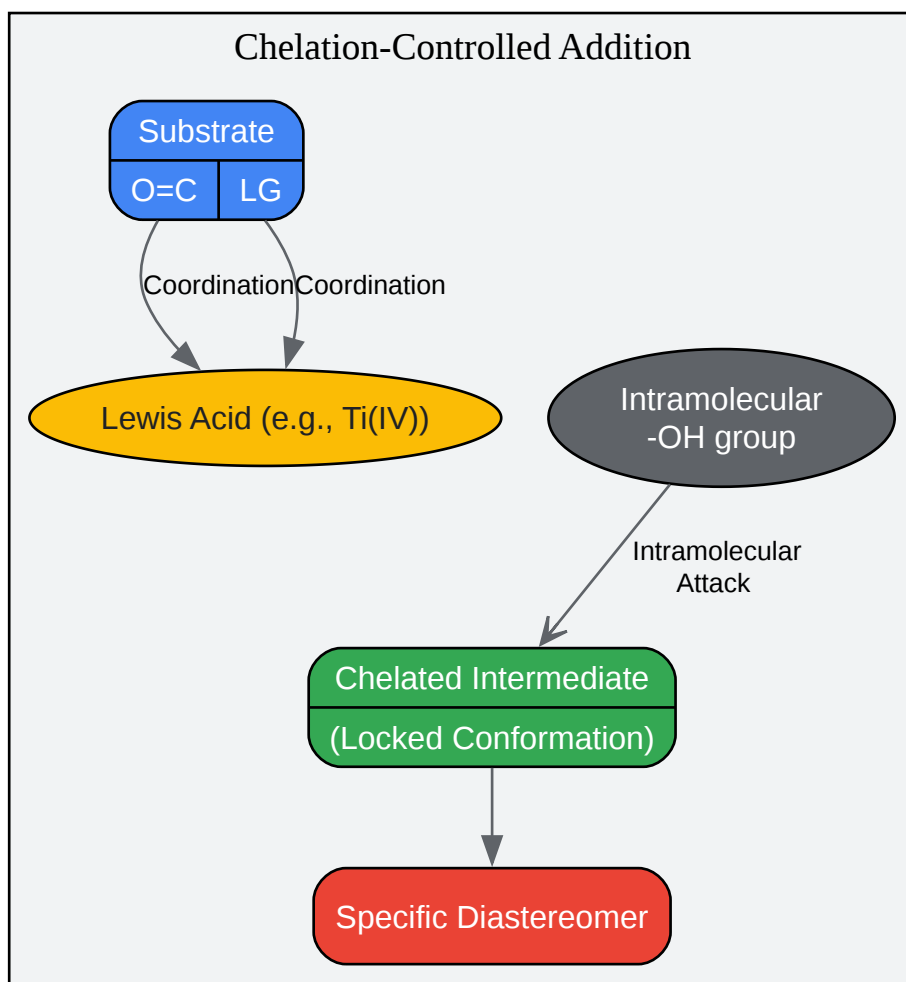 Chelation-Controlled Addition
Substrate
O=C
LG
Coordination
Coordination
Lewis Acid (e.g., Ti(IV))
Intramolecular
-OH group
Intramolecular
Attack
Chelated Intermediate
(Locked Conformation)
Specific Diastereomer